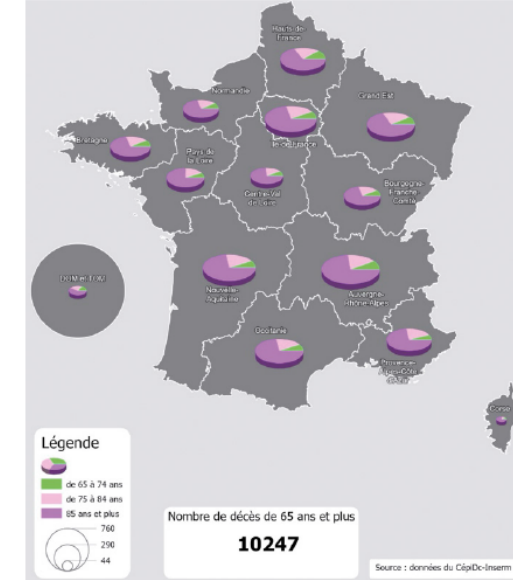 Hauts-de-
France
Normandie
Grand Est
Ile-de-France
Bretagne
Pays de
la Loire
Centre-Val
de Loire
Bourgogne-
Franche-
Comté
Nouvelle-
Aquitaine
Auvergne-
Rhône-Alpes
Occitanie
Provence-
Alpes-Côte
d'Azur
Corse
Légende
de 65 à 74 ans
de 75 à 84 ans
85 ans et plus
760
290
44
Nombre de décès de 65 ans et plus
10247
Source : données du CépiDc-Inserm